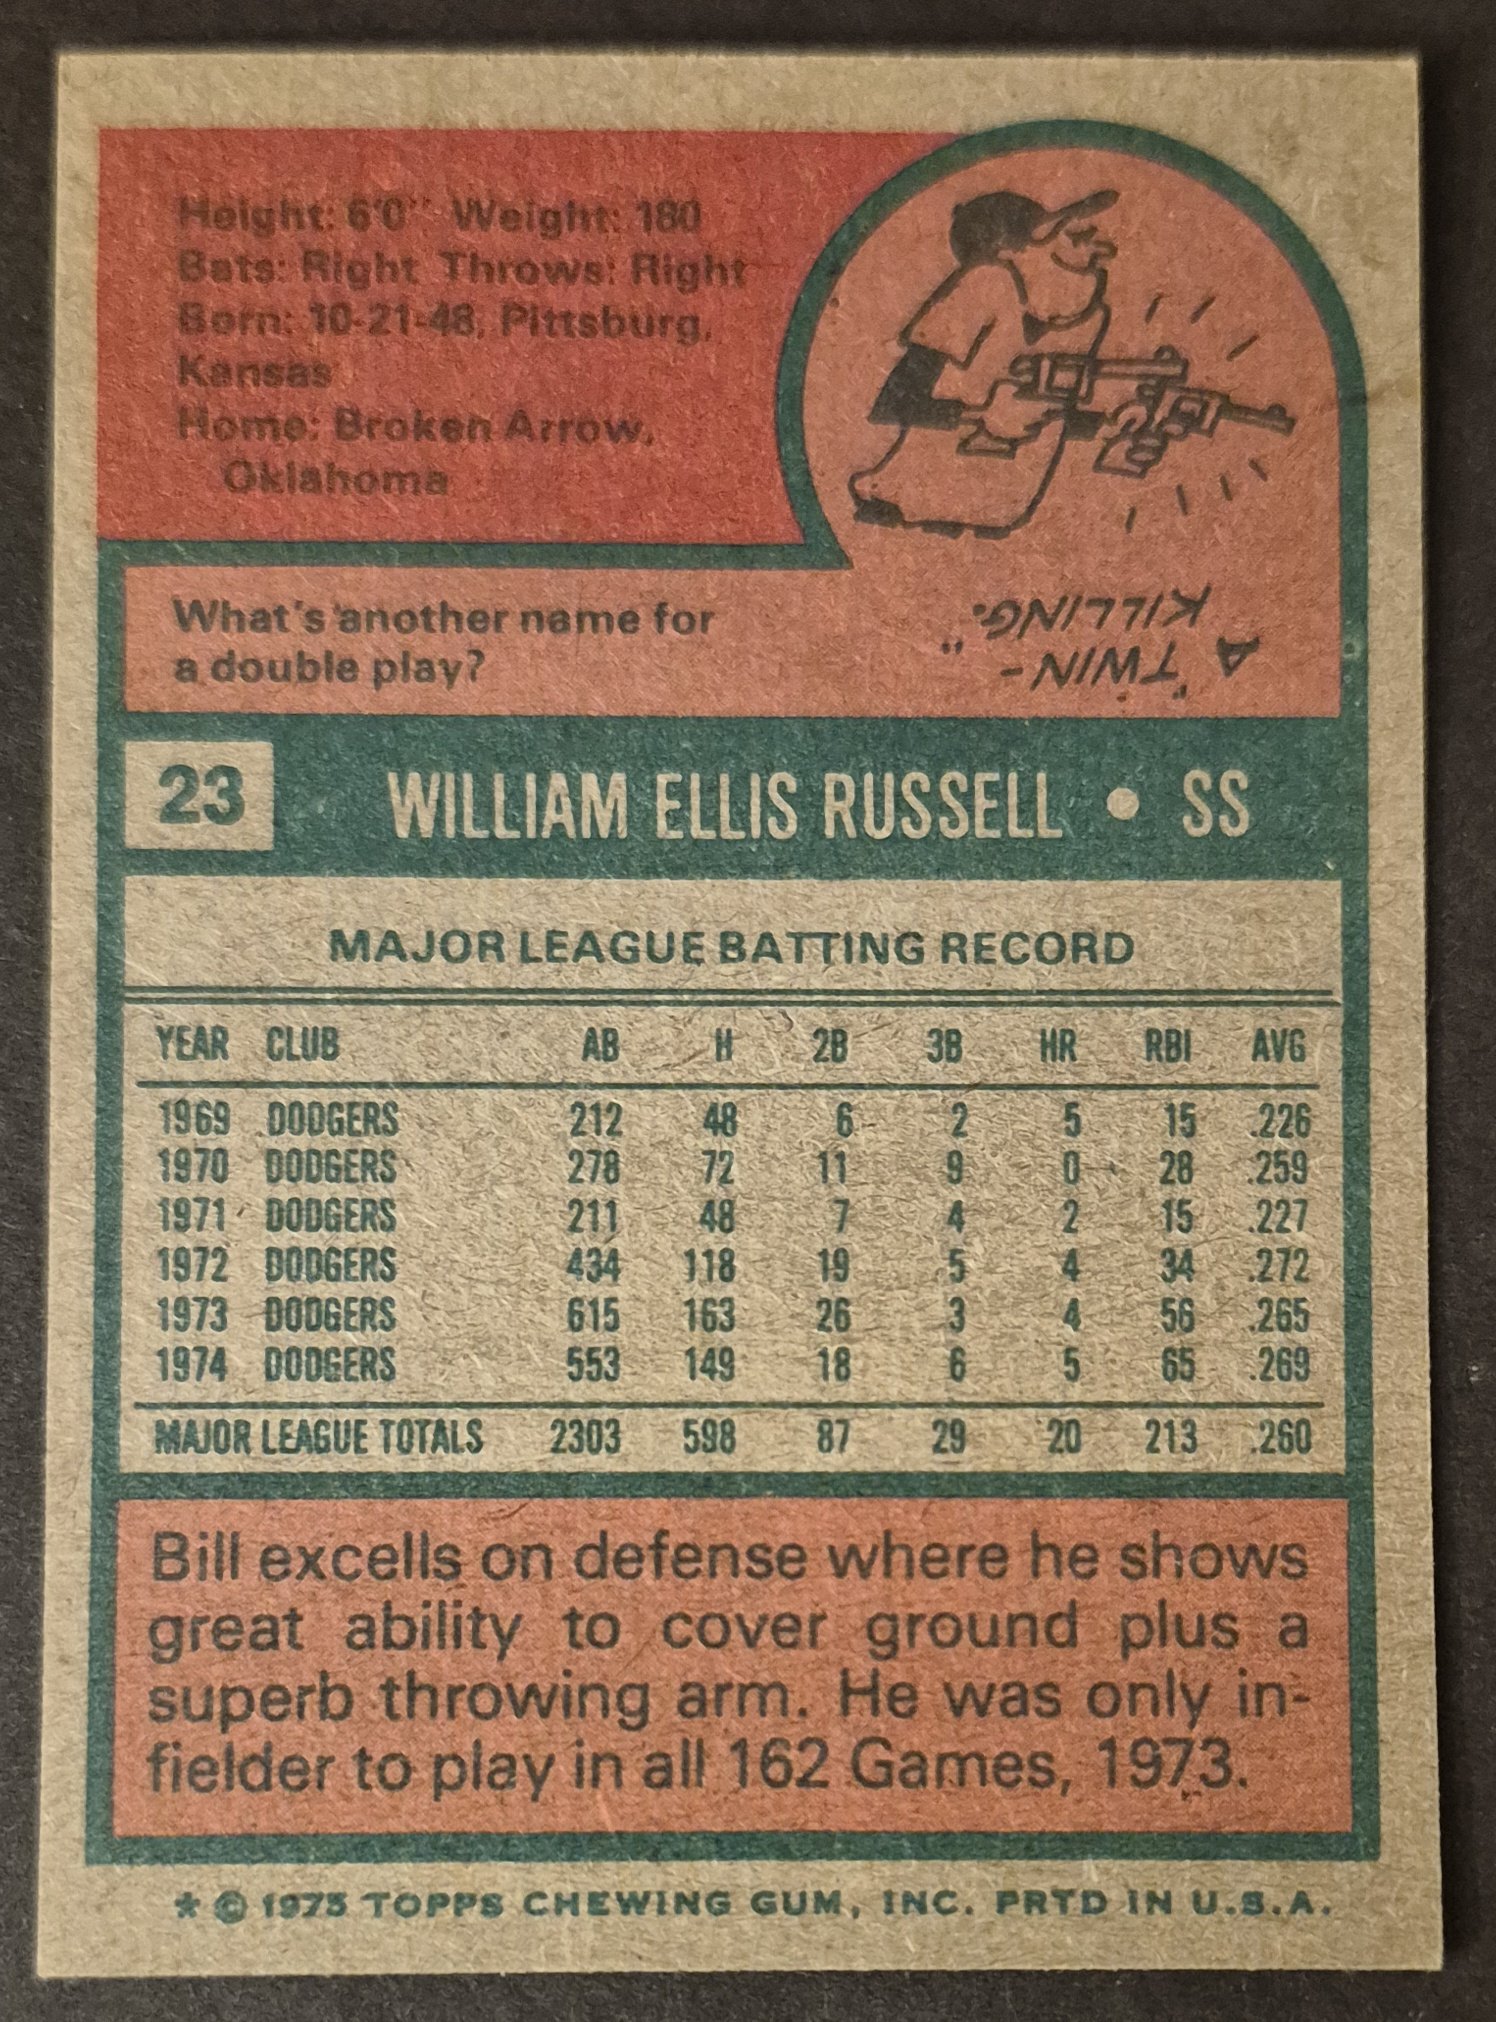 Height: 6'0" Weight: 180
Bats: Right Throws: Right
Born: 10-21-48, Pittsburg,
Kansas
Home: Broken Arrow,
Oklahoma
What's another name for
a double play?
A
"TWIN-
KILLING."
23 WILLIAM ELLIS RUSSELL • SS
MAJOR LEAGUE BATTING RECORD
YEAR CLUB AB H 2B 3B HR RBI AVG
1969 DODGERS 212 48 6 2 5 15 .226
1970 DODGERS 278 72 11 9 0 28 .259
1971 DODGERS 211 48 7 4 2 15 .227
1972 DODGERS 434 118 19 5 4 34 .272
1973 DODGERS 615 163 26 3 4 56 .265
1974 DODGERS 553 149 18 6 5 65 .269
MAJOR LEAGUE TOTALS 2303 598 87 29 20 213 .260
Bill excells on defense where he shows
great ability to cover ground plus a
superb throwing arm. He was only in-
fielder to play in all 162 Games, 1973.
* © 1975 TOPPS CHEWING GUM, INC. PRTD IN U.S.A.